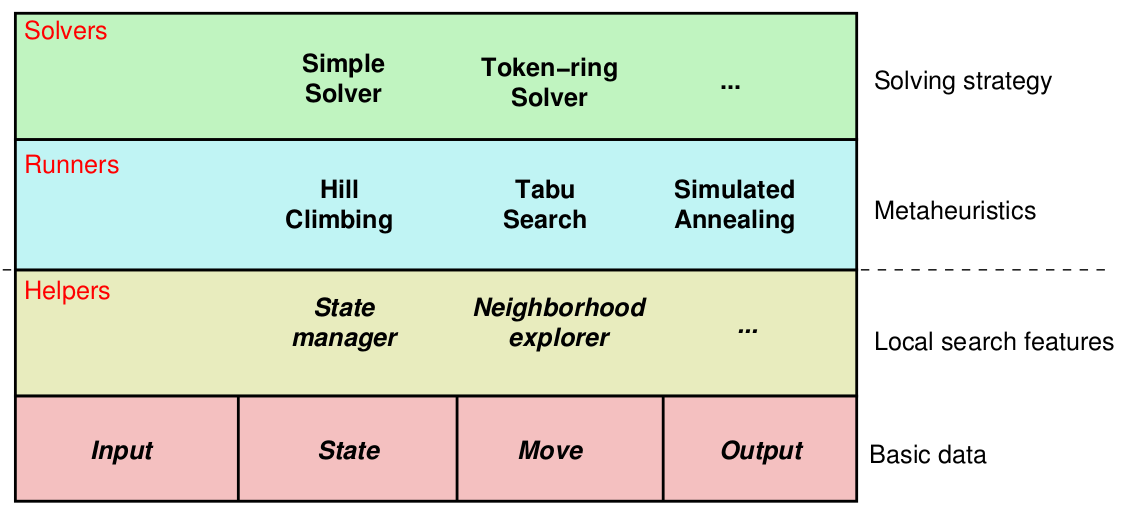 Solvers
Simple
Solver
Token−ring
Solver
...
Solving strategy
Runners
Hill
Climbing
Tabu
Search
Simulated
Annealing
Metaheuristics
Helpers
State
manager
Neighborhood
explorer
...
Local search features
Input
State
Move
Output
Basic data